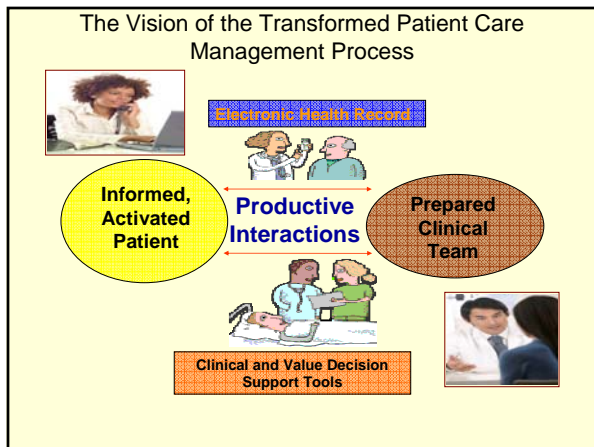 The Vision of the Transformed Patient Care
Management Process
Electronic Health Record
Informed,
Activated
Patient
Productive
Interactions
Prepared
Clinical
Team
Clinical and Value Decision
Support Tools